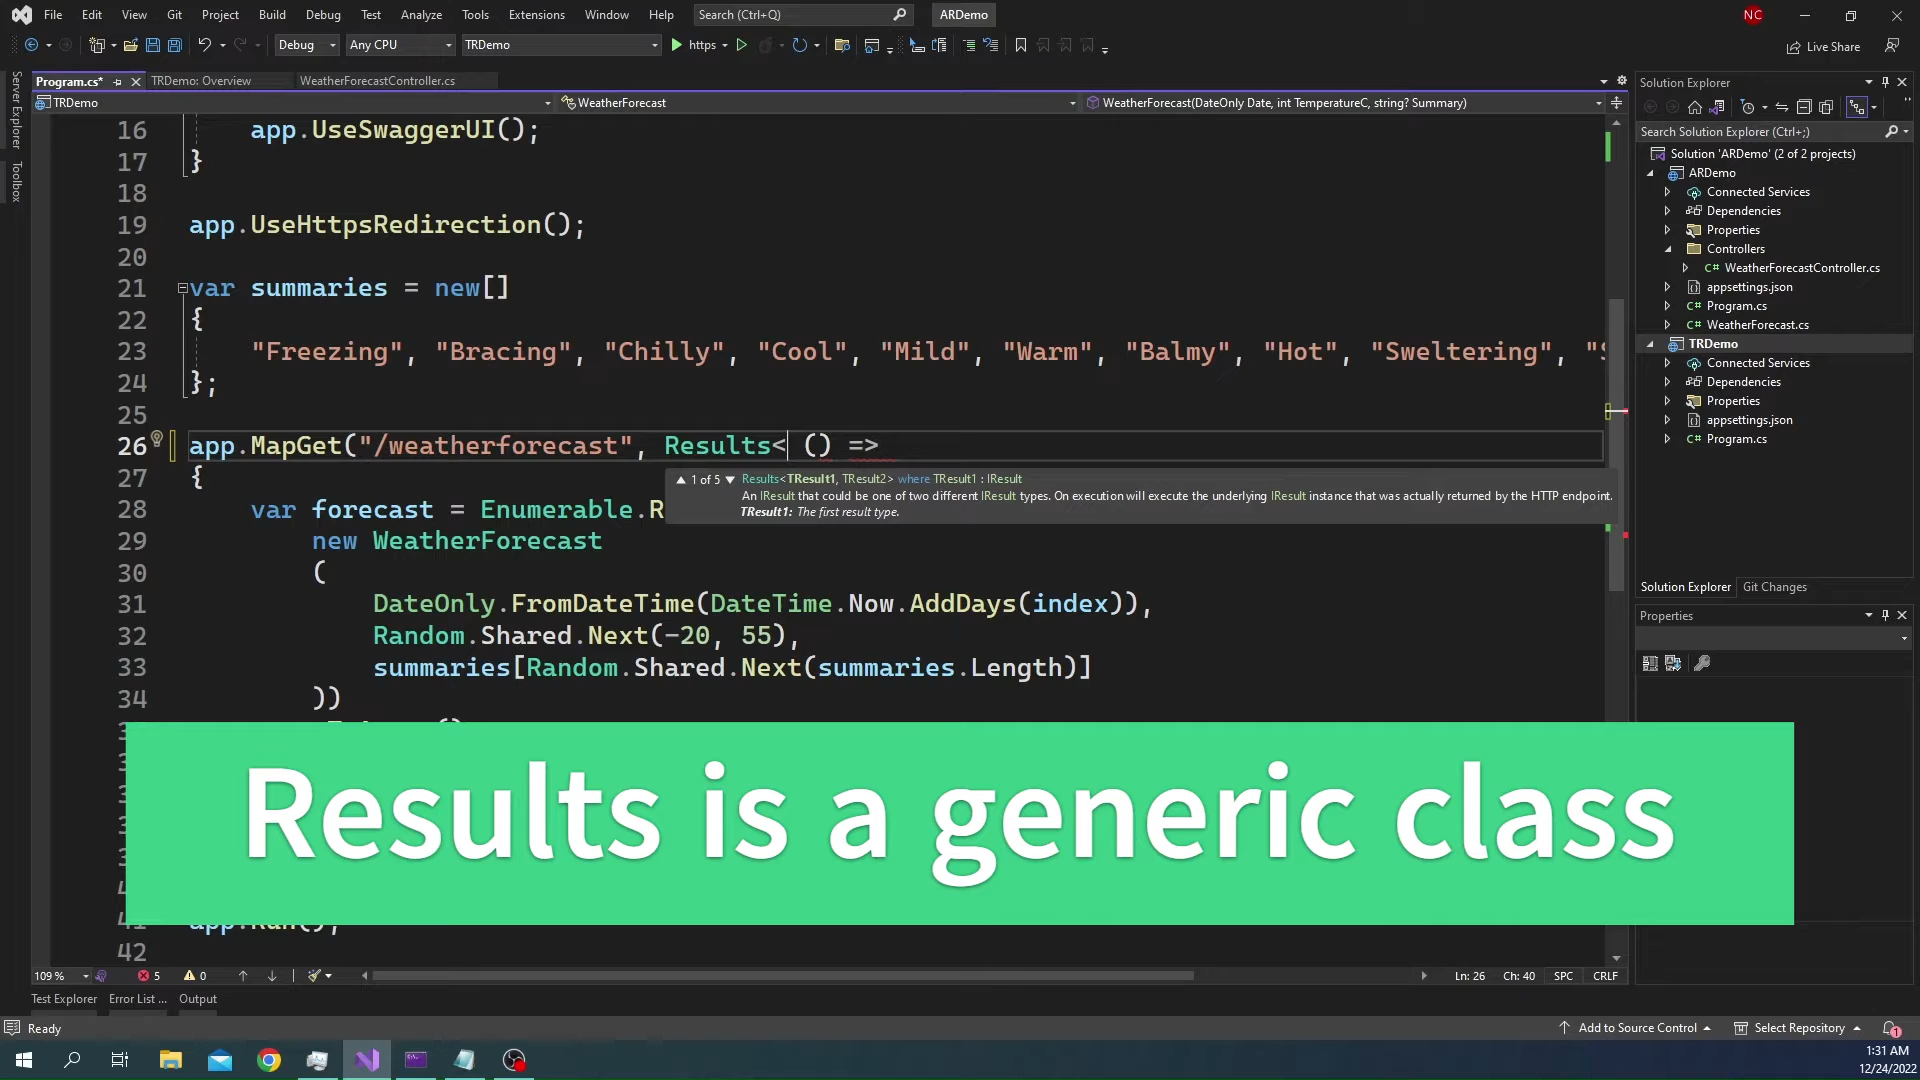 File Edit View Git Project Build Debug Test Analyze Tools Extensions Window Help Search (Ctrl+Q) ARDemo NC
Debug Any CPU TRDemo https Live Share
Program.cs* TRDemo: Overview WeatherForecastController.cs
TRDemo WeatherForecast WeatherForecast(DateOnly Date, int TemperatureC, string? Summary)
Server Explorer
Toolbox
16 app.UseSwaggerUI();
17 }
18
19 app.UseHttpsRedirection();
20
21 var summaries = new[]
22 {
23 "Freezing", "Bracing", "Chilly", "Cool", "Mild", "Warm", "Balmy", "Hot", "Sweltering", "S
24 };
25
26 app.MapGet("/weatherforecast", Results< () =>
27 {
1 of 5 Results<TResult1, TResult2> where TResult1 : IResult
An IResult that could be one of two different IResult types. On execution will execute the underlying IResult instance that was actually returned by the HTTP endpoint.
TResult1: The first result type.
28 var forecast = Enumerable.R
29 new WeatherForecast
30 (
31 DateOnly.FromDateTime(DateTime.Now.AddDays(index)),
32 Random.Shared.Next(-20, 55),
33 summaries[Random.Shared.Next(summaries.Length)]
34 ))
Results is a generic class
42
109 % 5 0 Ln: 26 Ch: 40 SPC CRLF
Test Explorer Error List ... Output
Solution Explorer
Search Solution Explorer (Ctrl+;)
Solution 'ARDemo' (2 of 2 projects)
ARDemo
Connected Services
Dependencies
Properties
Controllers
C# WeatherForecastController.cs
appsettings.json
C# Program.cs
C# WeatherForecast.cs
TRDemo
Connected Services
Dependencies
Properties
appsettings.json
C# Program.cs
Solution Explorer Git Changes
Properties
Ready Add to Source Control Select Repository 1
1:31 AM
12/24/2022